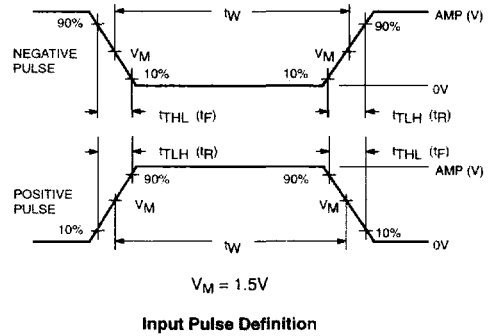 90% tW 90% AMP (V)
NEGATIVE PULSE
VM VM
10% 10%
0V
tTHL (tF) tTLH (tR)
tTLH (tR) tTHL (tF)
AMP (V)
90% 90%
POSITIVE PULSE
VM VM
10% tW 10%
0V
VM = 1.5V
Input Pulse Definition